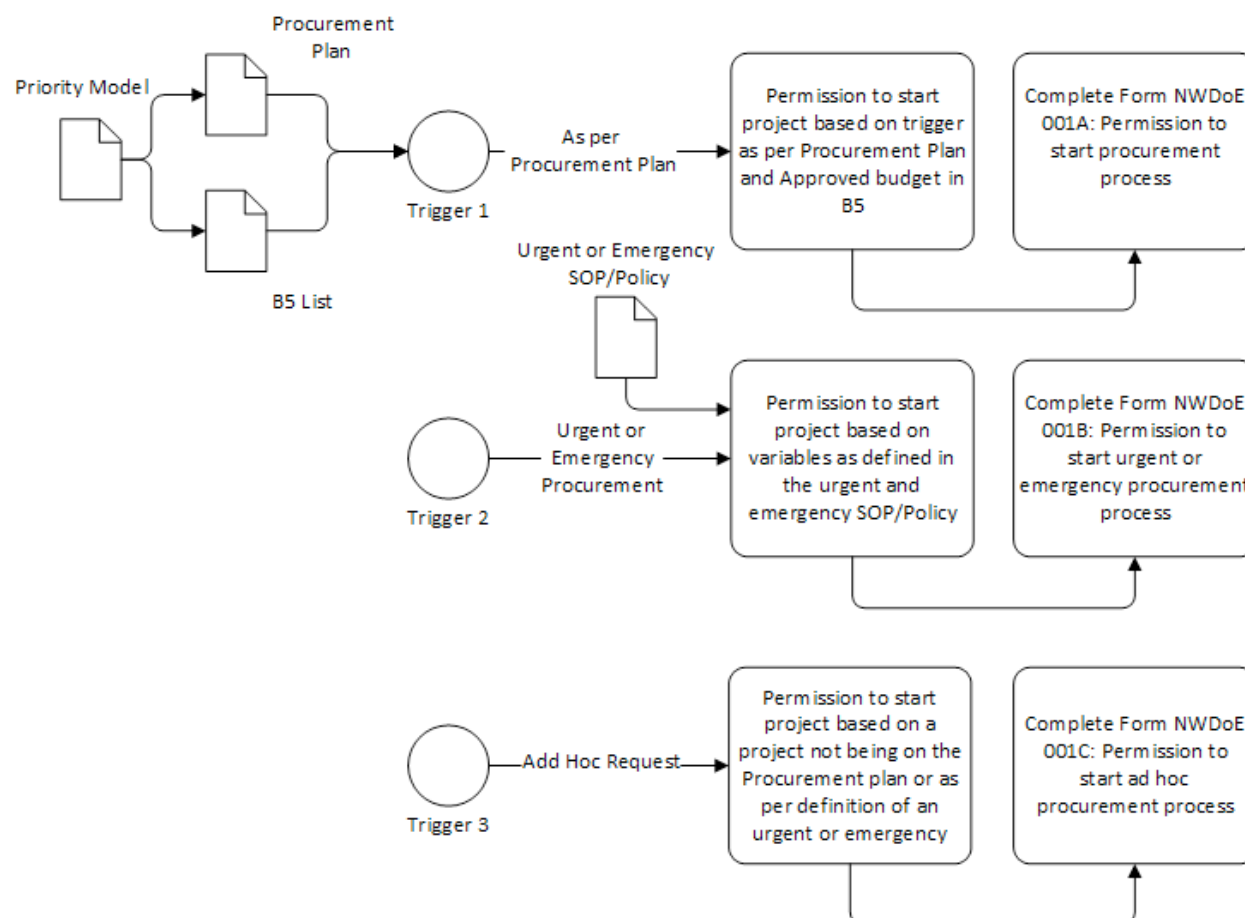 Procurement
Plan
Priority Model
B5 List
Trigger 1
As per
Procurement Plan
Permission to start
project based on trigger
as per Procurement Plan
and Approved budget in
B5
Complete Form NWDoE
001A: Permission to
start procurement
process
Urgent or Emergency
SOP/Policy
Trigger 2
Urgent or
Emergency
Procurement
Permission to start
project based on
variables as defined in
the urgent and
emergency SOP/Policy
Complete Form NWDoE
001B: Permission to
start urgent or
emergency procurement
process
Trigger 3
Add Hoc Request
Permission to start
project based on a
project not being on the
Procurement plan or as
per definition of an
urgent or emergency
Complete Form NWDoE
001C: Permission to
start ad hoc
procurement process